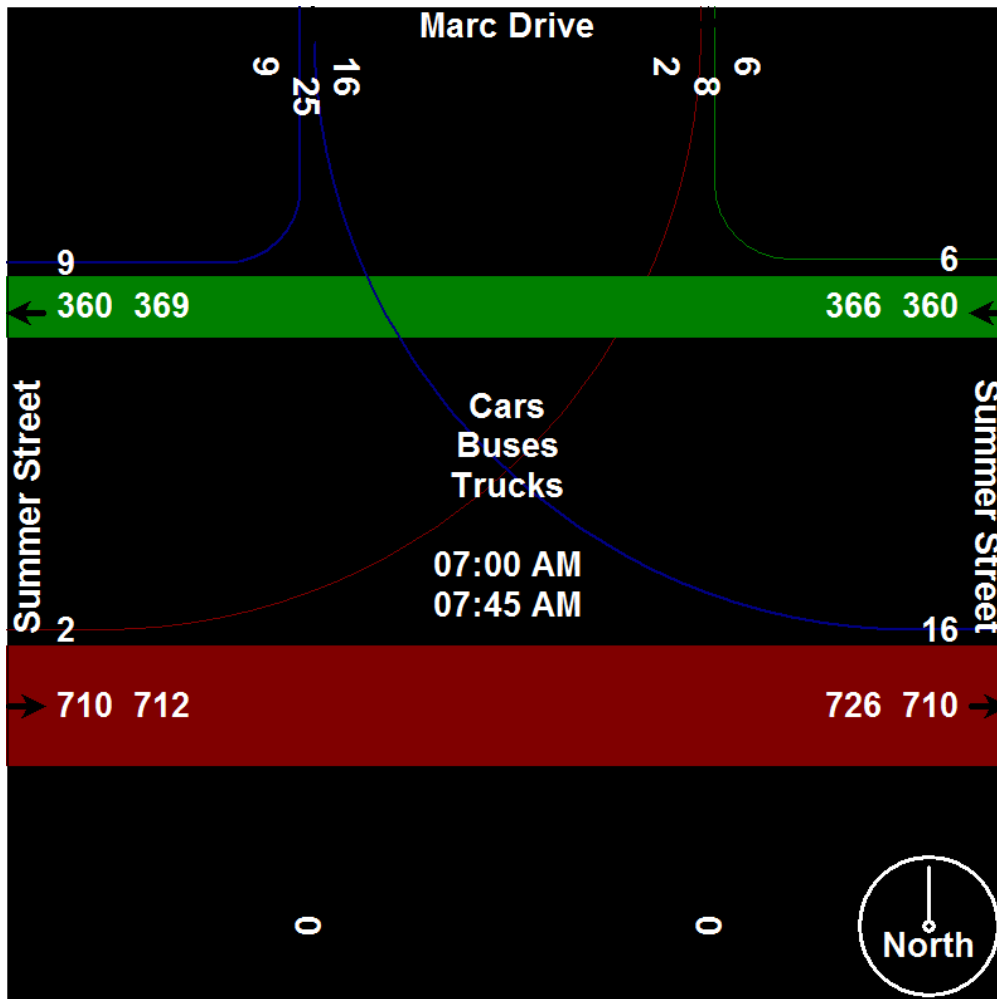 Marc Drive
9 25 16
2 8 6
9
6
360 369
366 360
Summer Street
Summer Street
Cars
Buses
Trucks
07:00 AM
07:45 AM
2
16
710 712
726 710
0
0
North